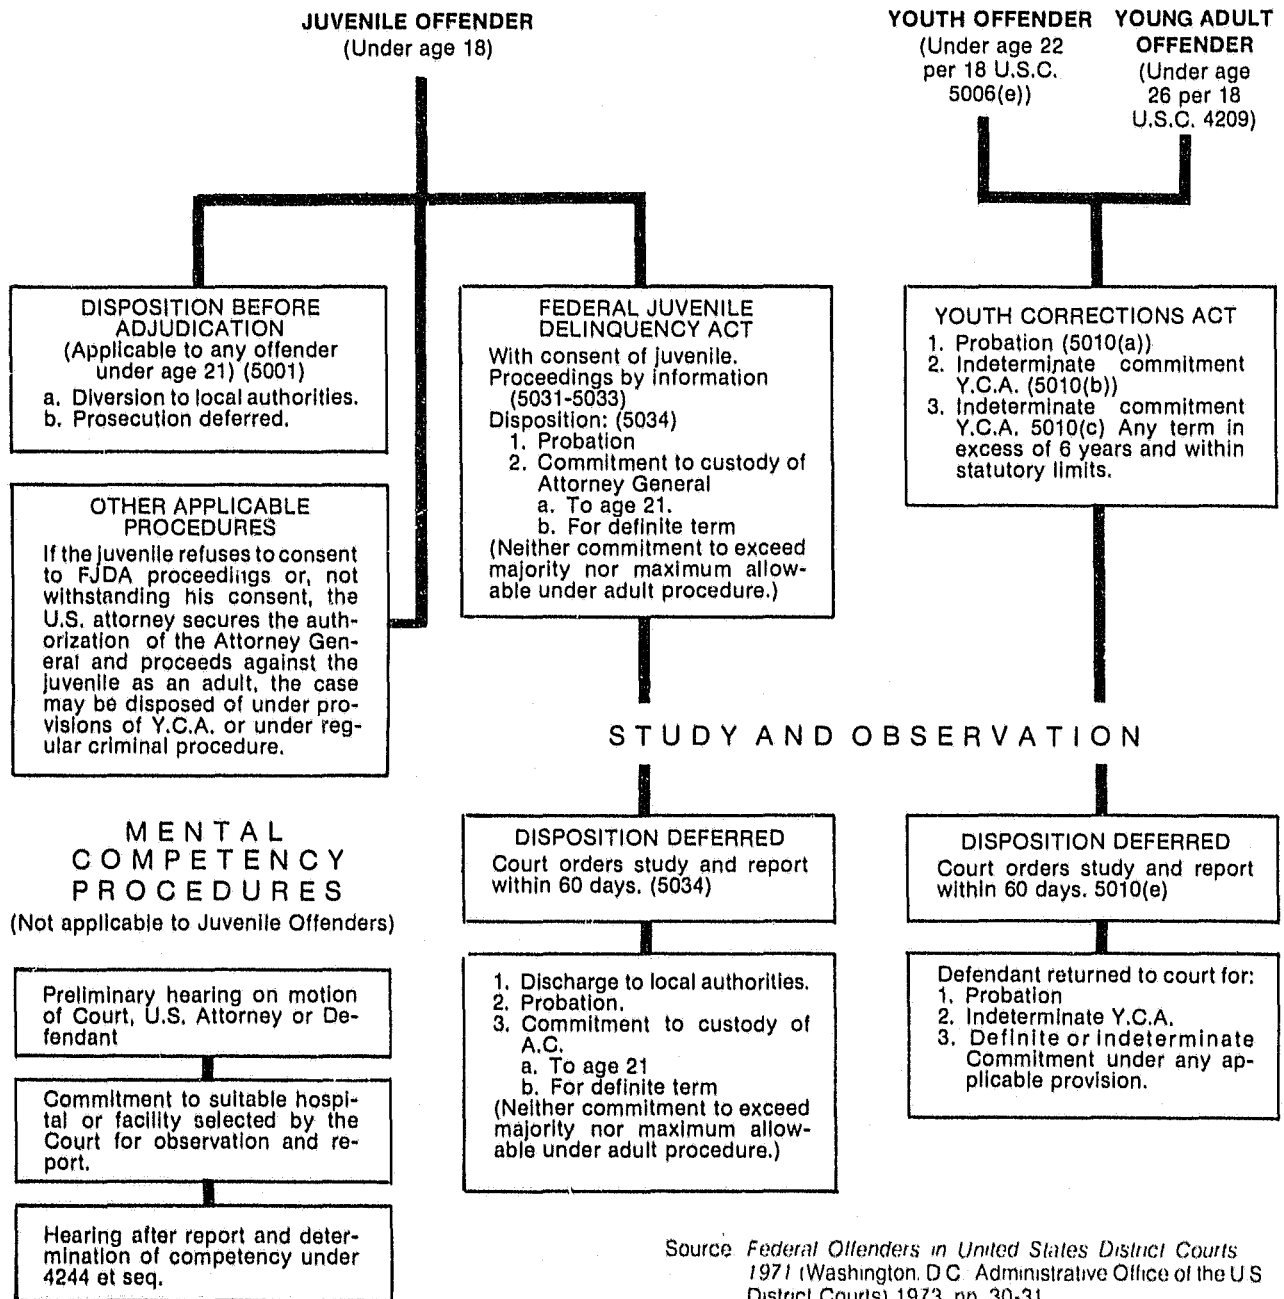 JUVENILE OFFENDER
(Under age 18)
YOUTH OFFENDER
(Under age 22
per 18 U.S.C.
5006(e))
YOUNG ADULT
OFFENDER
(Under age
26 per 18
U.S.C. 4209)
DISPOSITION BEFORE
ADJUDICATION
(Applicable to any offender
under age 21) (5001)
a. Diversion to local authorities.
b. Prosecution deferred.
OTHER APPLICABLE
PROCEDURES
If the juvenile refuses to consent
to FJDA proceedings or, not
withstanding his consent, the
U.S. attorney secures the auth-
orization of the Attorney Gen-
eral and proceeds against the
juvenile as an adult, the case
may be disposed of under pro-
visions of Y.C.A. or under reg-
ular criminal procedure.
FEDERAL JUVENILE
DELINQUENCY ACT
With consent of juvenile.
Proceedings by information
(5031-5033)
Disposition: (5034)
1. Probation
2. Commitment to custody of
Attorney General
a. To age 21.
b. For definite term
(Neither commitment to exceed
majority nor maximum allow-
able under adult procedure.)
YOUTH CORRECTIONS ACT
1. Probation (5010(a))
2. Indeterminate commitment
Y.C.A. (5010(b))
3. Indeterminate commitment
Y.C.A. 5010(c) Any term in
excess of 6 years and within
statutory limits.
STUDY AND OBSERVATION
MENTAL
COMPETENCY
PROCEDURES
(Not applicable to Juvenile Offenders)
Preliminary hearing on motion
of Court, U.S. Attorney or De-
fendant
Commitment to suitable hospi-
tal or facility selected by the
Court for observation and re-
port.
Hearing after report and deter-
mination of competency under
4244 et seq.
DISPOSITION DEFERRED
Court orders study and report
within 60 days. (5034)
1. Discharge to local authorities.
2. Probation.
3. Commitment to custody of
A.C.
a. To age 21
b. For definite term
(Neither commitment to exceed
majority nor maximum allow-
able under adult procedure.)
DISPOSITION DEFERRED
Court orders study and report
within 60 days. 5010(e)
Defendant returned to court for:
1. Probation
2. Indeterminate Y.C.A.
3. Definite or indeterminate
Commitment under any ap-
plicable provision.
Source Federal Offenders in United States District Courts
1971 (Washington. D C Administrative Office of the U S
District Courts) 1973, pp. 30-31